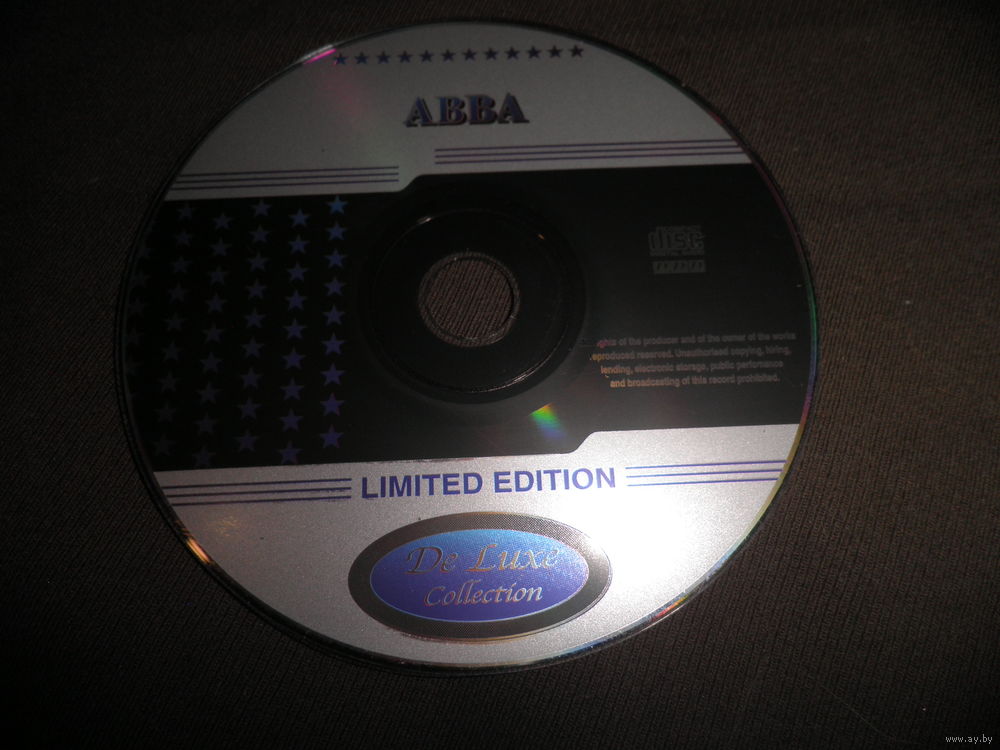 ABBA
disc
ghts of the producer and of the owner of the works
eproduced reserved. Unauthorised copying, hiring,
lending, electronic storage, public performance
and broadcasting of this record prohibited.
LIMITED EDITION
De Luxe
Collection
www.ay.by